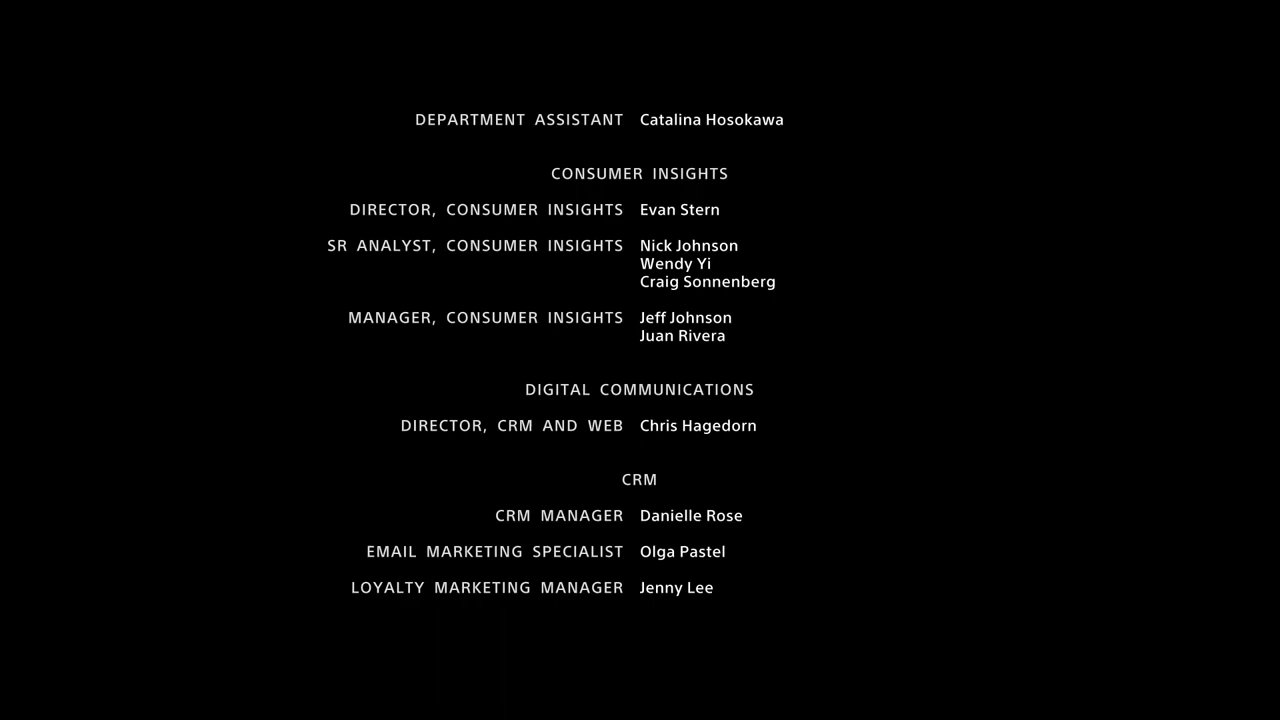 DEPARTMENT ASSISTANT Catalina Hosokawa
CONSUMER INSIGHTS
DIRECTOR, CONSUMER INSIGHTS Evan Stern
SR ANALYST, CONSUMER INSIGHTS Nick Johnson
Wendy Yi
Craig Sonnenberg
MANAGER, CONSUMER INSIGHTS Jeff Johnson
Juan Rivera
DIGITAL COMMUNICATIONS
DIRECTOR, CRM AND WEB Chris Hagedorn
CRM
CRM MANAGER Danielle Rose
EMAIL MARKETING SPECIALIST Olga Pastel
LOYALTY MARKETING MANAGER Jenny Lee